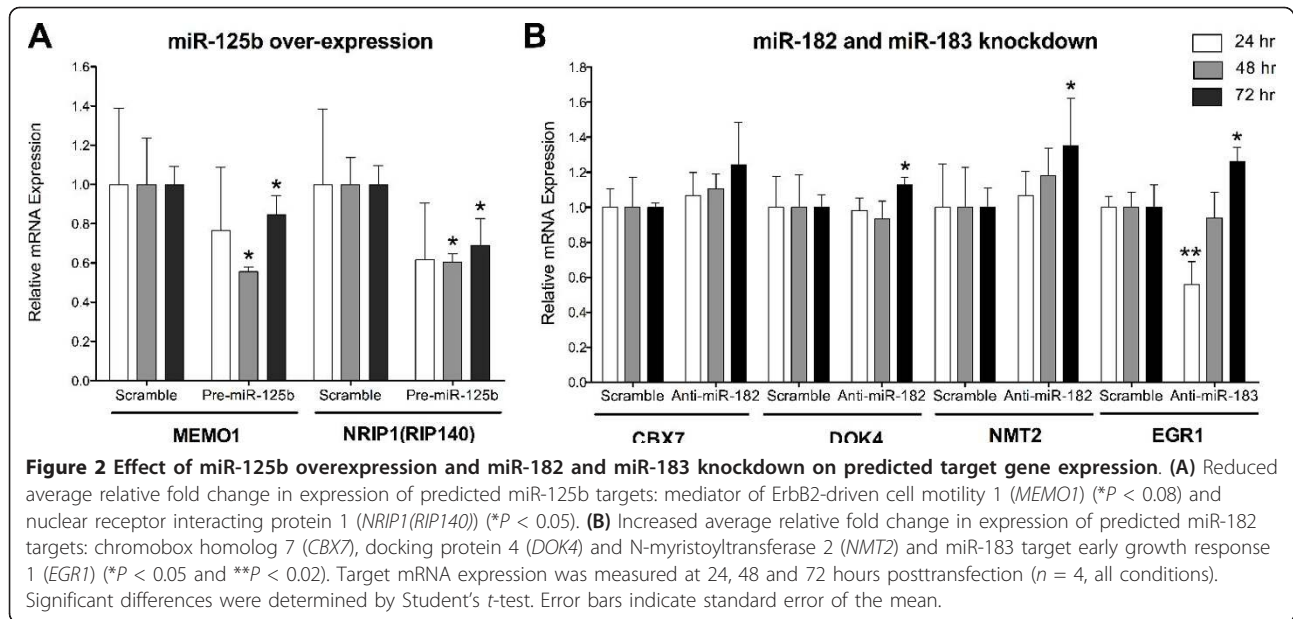 A
miR-125b over-expression
Relative mRNA Expression
1.6
1.4
1.2
1.0
0.8
0.6
0.4
0.2
0.0
* * * *
Scramble Pre-miR-125b Scramble Pre-miR-125b
MEMO1 NRIP1(RIP140)
B
miR-182 and miR-183 knockdown
24 hr
48 hr
72 hr
Relative mRNA Expression
1.8
1.6
1.4
1.2
1.0
0.8
0.6
0.4
0.2
0.0
* * ** *
Scramble Anti-miR-182 Scramble Anti-miR-182 Scramble Anti-miR-182 Scramble Anti-miR-183
CBX7 DOK4 NMT2 EGR1
Figure 2 Effect of miR-125b overexpression and miR-182 and miR-183 knockdown on predicted target gene expression. (A) Reduced
average relative fold change in expression of predicted miR-125b targets: mediator of ErbB2-driven cell motility 1 (MEMO1) (*P < 0.08) and
nuclear receptor interacting protein 1 (NRIP1(RIP140)) (*P < 0.05). (B) Increased average relative fold change in expression of predicted miR-182
targets: chromobox homolog 7 (CBX7), docking protein 4 (DOK4) and N-myristoyltransferase 2 (NMT2) and miR-183 target early growth response
1 (EGR1) (*P < 0.05 and **P < 0.02). Target mRNA expression was measured at 24, 48 and 72 hours posttransfection (n = 4, all conditions).
Significant differences were determined by Student's t-test. Error bars indicate standard error of the mean.